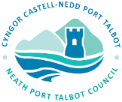 CYNGOR CASTELL-NEDD PORT TALBOT
NEATH PORT TALBOT COUNCIL